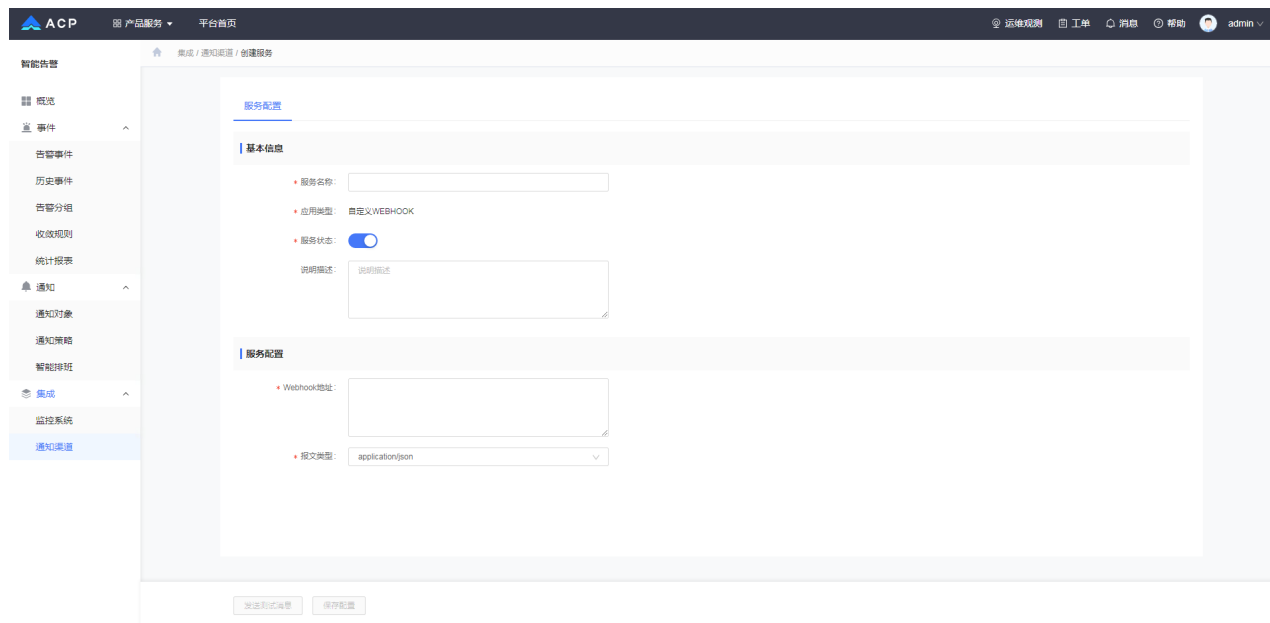 ACP 产品服务 平台首页 运维观测 工单 消息 帮助 admin
智能告警
集成 / 通知渠道 / 创建服务
概览
事件
告警事件
历史事件
告警分组
收敛规则
统计报表
通知
通知对象
通知策略
智能排班
集成
监控系统
通知渠道
服务配置
基本信息
* 服务名称:
* 应用类型: 自定义WEBHOOK
* 服务状态:
说明描述: 说明描述
服务配置
* Webhook地址:
* 报文类型: application/json
发送测试消息 保存配置